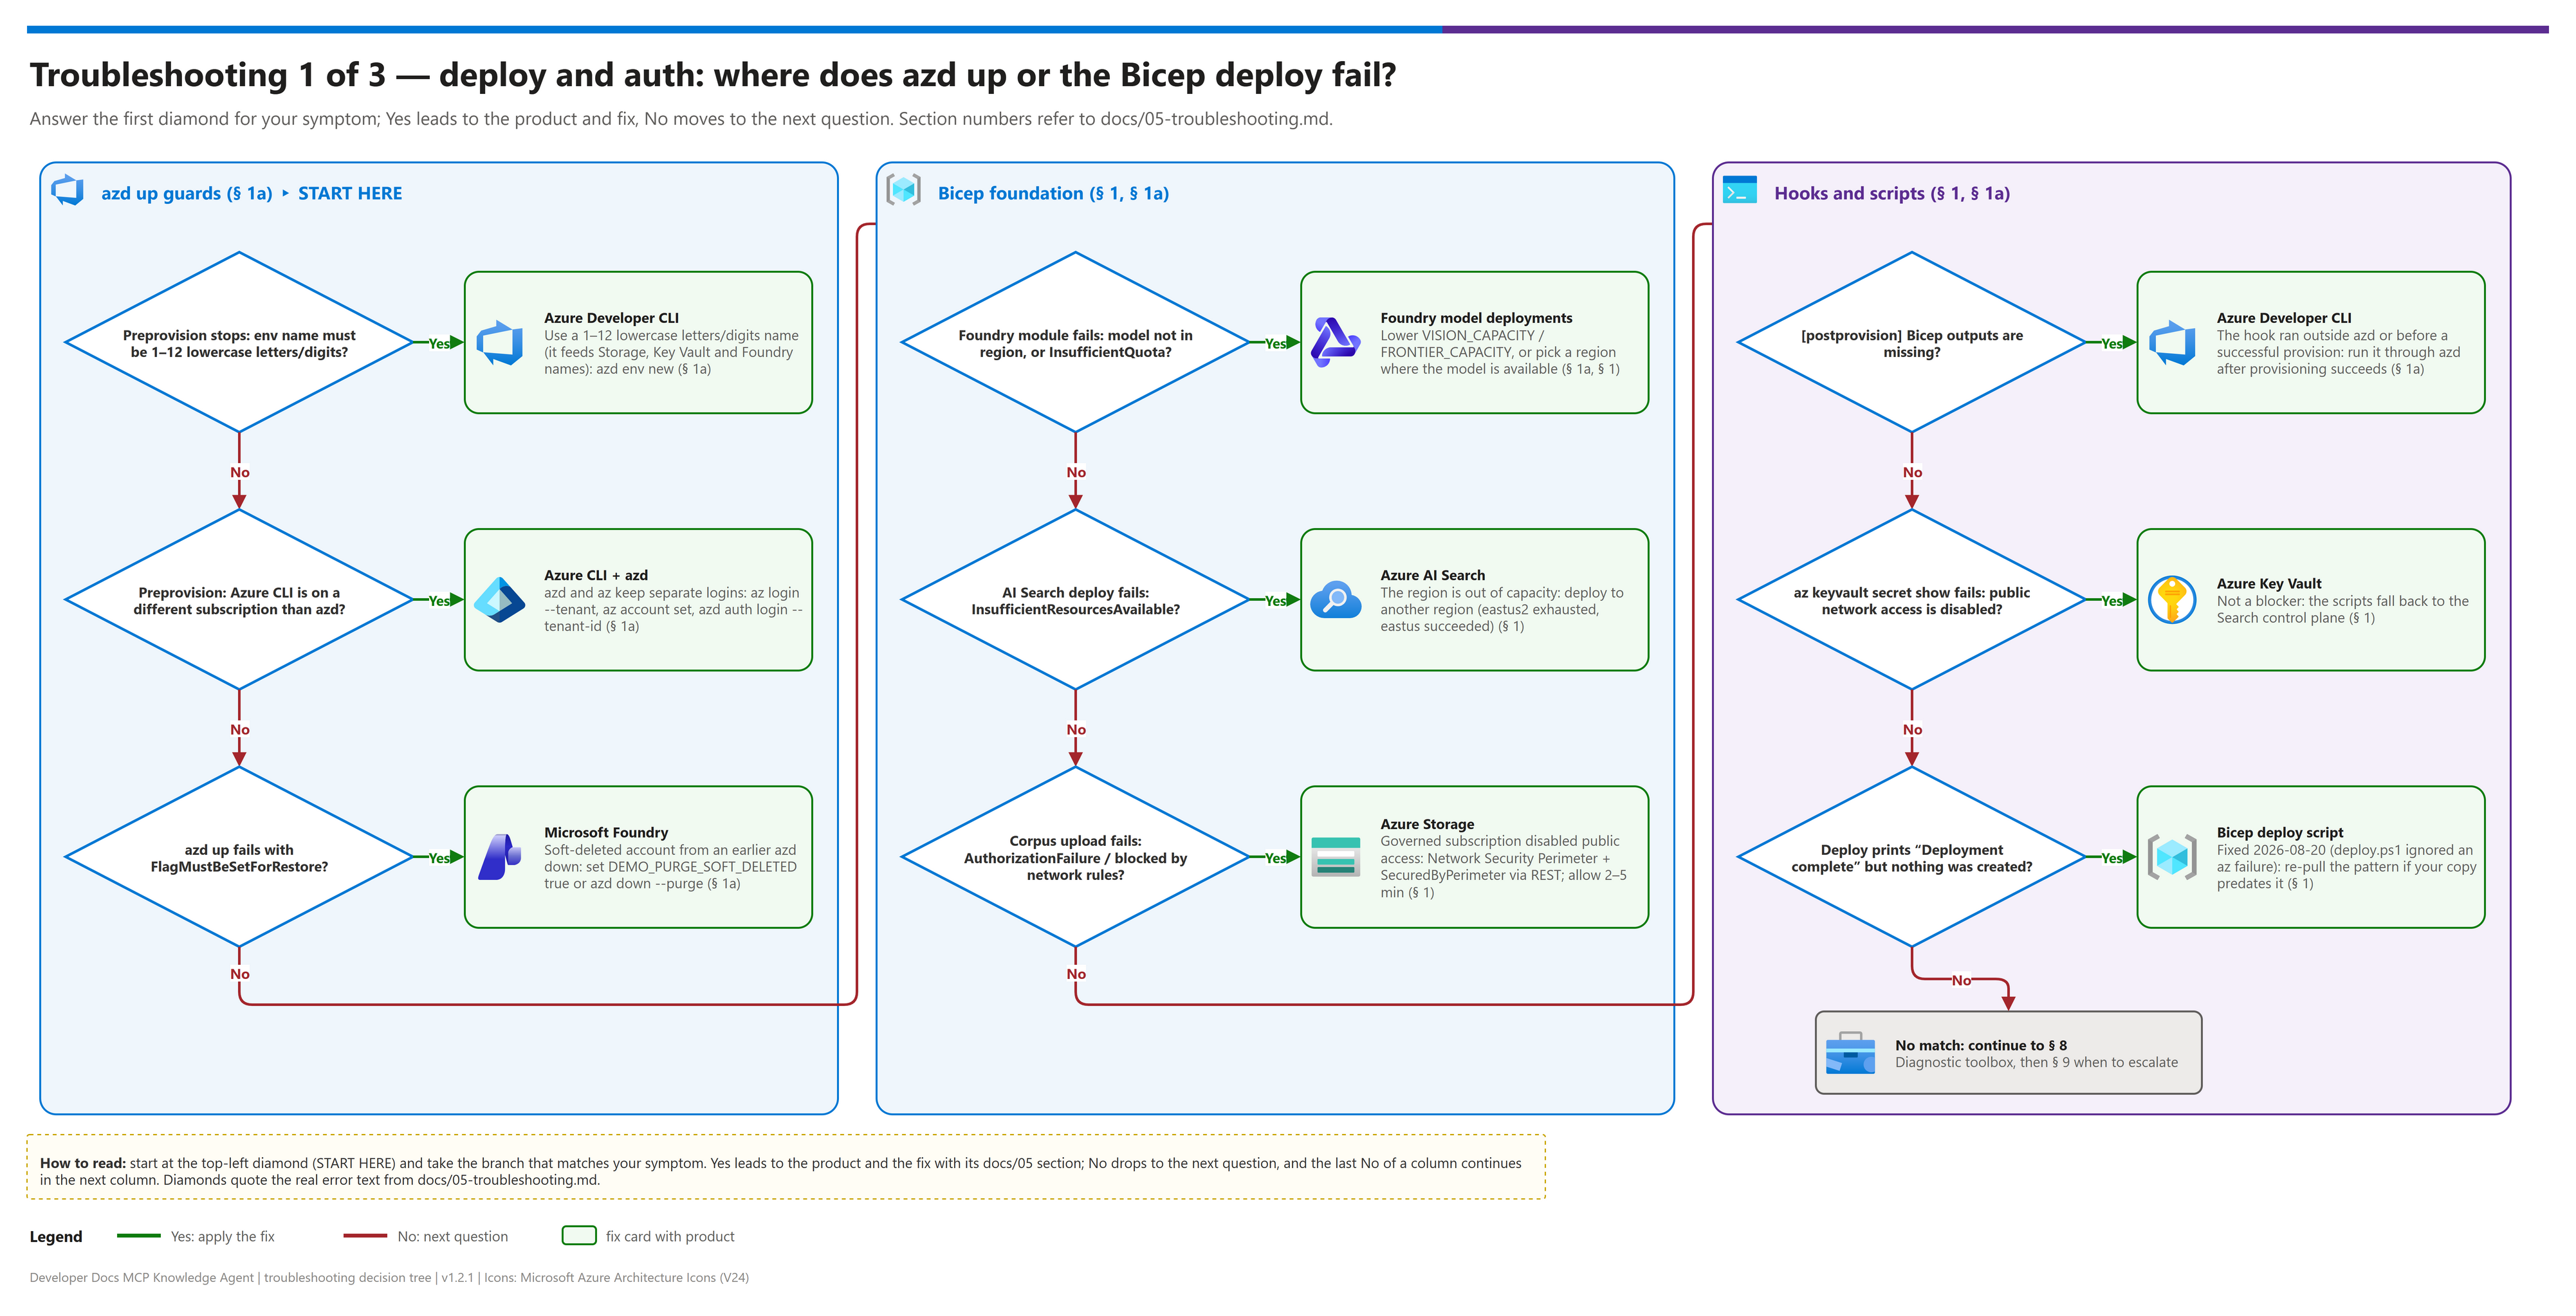 Troubleshooting 1 of 3 — deploy and auth: where does azd up or the Bicep deploy fail?
Answer the first diamond for your symptom; Yes leads to the product and fix, No moves to the next question. Section numbers refer to docs/05-troubleshooting.md.
azd up guards (§ 1a) ▸ START HERE
Preprovision stops: env name must
be 1–12 lowercase letters/digits?
Yes
Azure Developer CLI
Use a 1–12 lowercase letters/digits name
(it feeds Storage, Key Vault and Foundry
names): azd env new (§ 1a)
No
Preprovision: Azure CLI is on a
different subscription than azd?
Yes
Azure CLI + azd
azd and az keep separate logins: az login
--tenant, az account set, azd auth login --
tenant-id (§ 1a)
No
azd up fails with
FlagMustBeSetForRestore?
Yes
Microsoft Foundry
Soft-deleted account from an earlier azd
down: set DEMO_PURGE_SOFT_DELETED
true or azd down --purge (§ 1a)
No
Bicep foundation (§ 1, § 1a)
Foundry module fails: model not in
region, or InsufficientQuota?
Yes
Foundry model deployments
Lower VISION_CAPACITY /
FRONTIER_CAPACITY, or pick a region
where the model is available (§ 1a, § 1)
No
AI Search deploy fails:
InsufficientResourcesAvailable?
Yes
Azure AI Search
The region is out of capacity: deploy to
another region (eastus2 exhausted,
eastus succeeded) (§ 1)
No
Corpus upload fails:
AuthorizationFailure / blocked by
network rules?
Yes
Azure Storage
Governed subscription disabled public
access: Network Security Perimeter +
SecuredByPerimeter via REST; allow 2–5
min (§ 1)
No
Hooks and scripts (§ 1, § 1a)
[postprovision] Bicep outputs are
missing?
Yes
Azure Developer CLI
The hook ran outside azd or before a
successful provision: run it through azd
after provisioning succeeds (§ 1a)
No
az keyvault secret show fails: public
network access is disabled?
Yes
Azure Key Vault
Not a blocker: the scripts fall back to the
Search control plane (§ 1)
No
Deploy prints “Deployment
complete” but nothing was created?
Yes
Bicep deploy script
Fixed 2026-08-20 (deploy.ps1 ignored an
az failure): re-pull the pattern if your copy
predates it (§ 1)
No
No match: continue to § 8
Diagnostic toolbox, then § 9 when to escalate
How to read: start at the top-left diamond (START HERE) and take the branch that matches your symptom. Yes leads to the product and the fix with its docs/05 section; No drops to the next question, and the last No of a column continues
in the next column. Diamonds quote the real error text from docs/05-troubleshooting.md.
Legend
Yes: apply the fix
No: next question
fix card with product
Developer Docs MCP Knowledge Agent | troubleshooting decision tree | v1.2.1 | Icons: Microsoft Azure Architecture Icons (V24)